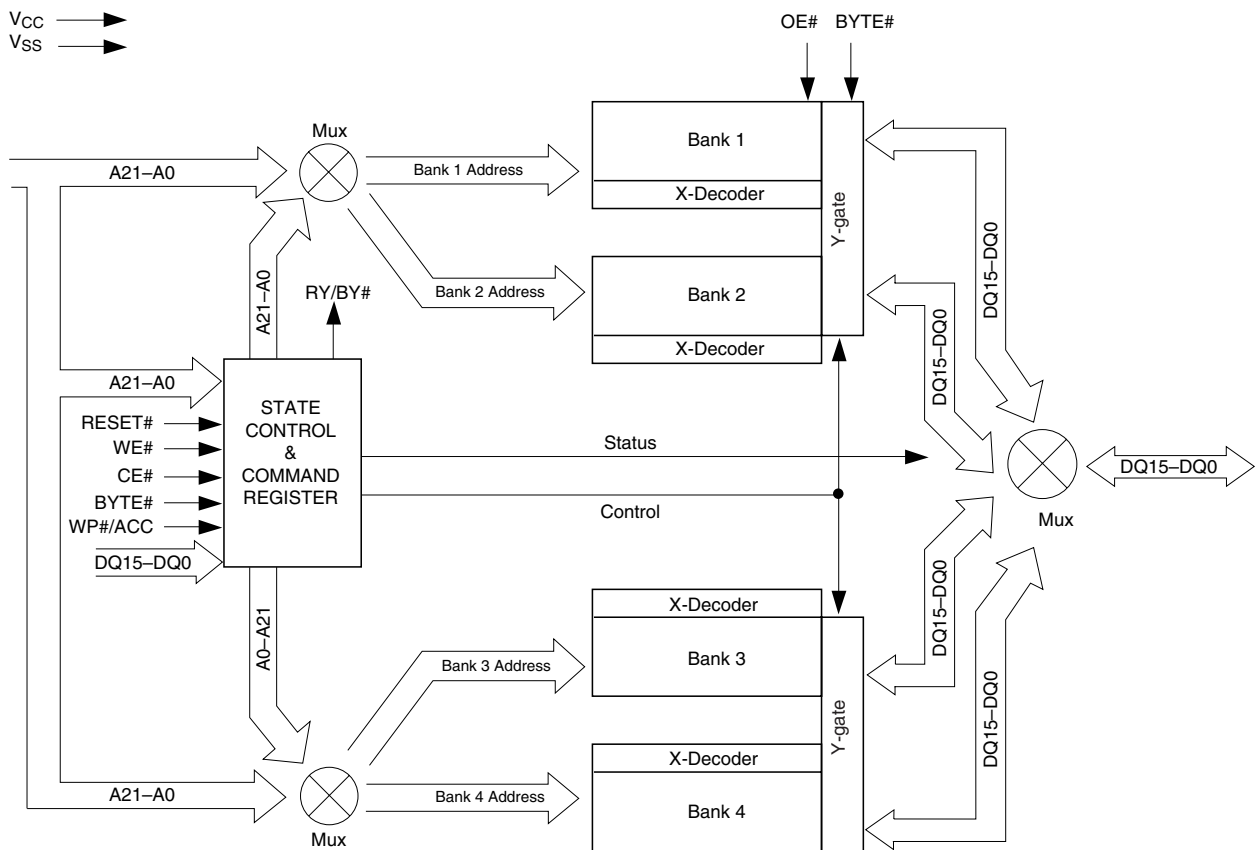 VCC
VSS
OE# BYTE#
Mux
Bank 1
A21–A0
Bank 1 Address
X-Decoder
Y-gate
DQ15–DQ0
A21–A0
RY/BY#
Bank 2 Address
Bank 2
X-Decoder
DQ15–DQ0
A21–A0
RESET#
WE#
CE#
BYTE#
WP#/ACC
DQ15–DQ0
STATE
CONTROL
&
COMMAND
REGISTER
Status
Control
DQ15–DQ0
Mux
A0–A21
X-Decoder
Bank 3
Bank 3 Address
DQ15–DQ0
Y-gate
DQ15–DQ0
X-Decoder
A21–A0
Bank 4 Address
Bank 4
Mux